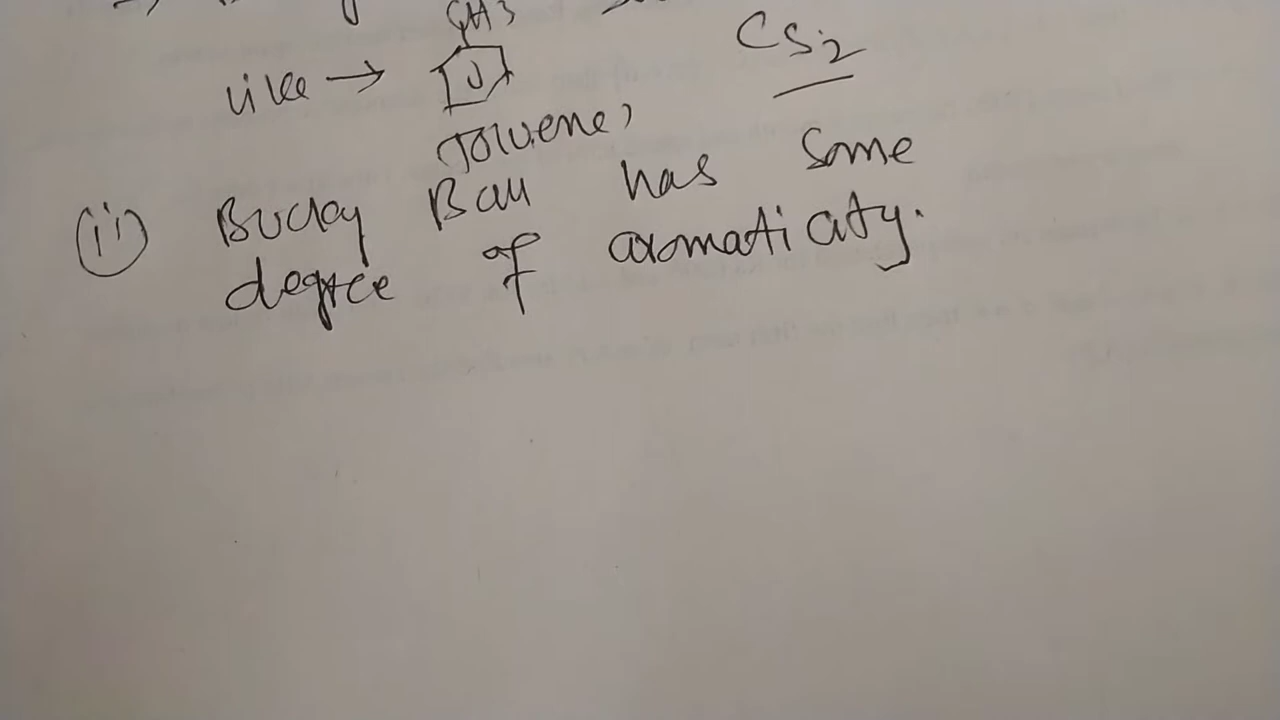 CH3
like → CS2
Toluene,
(ii) Bucky Ball has some
degree of aromaticity.